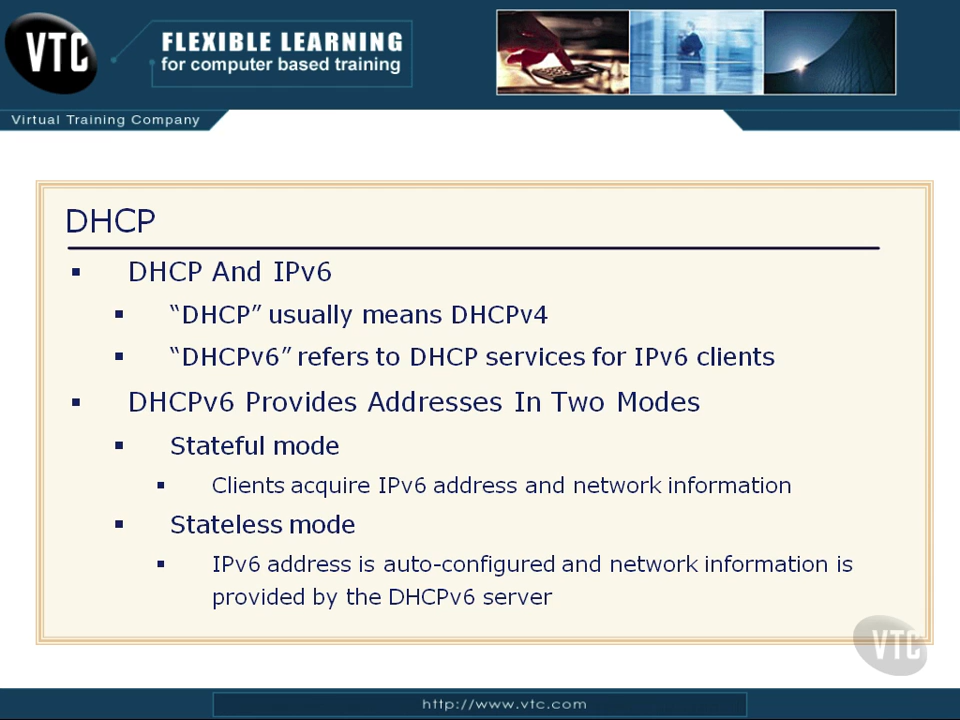 VTC
FLEXIBLE LEARNING
for computer based training
Virtual Training Company
DHCP
▪ DHCP And IPv6
▪ “DHCP” usually means DHCPv4
▪ “DHCPv6” refers to DHCP services for IPv6 clients
▪ DHCPv6 Provides Addresses In Two Modes
▪ Stateful mode
▪ Clients acquire IPv6 address and network information
▪ Stateless mode
▪ IPv6 address is auto-configured and network information is
provided by the DHCPv6 server
VTC
http://www.vtc.com